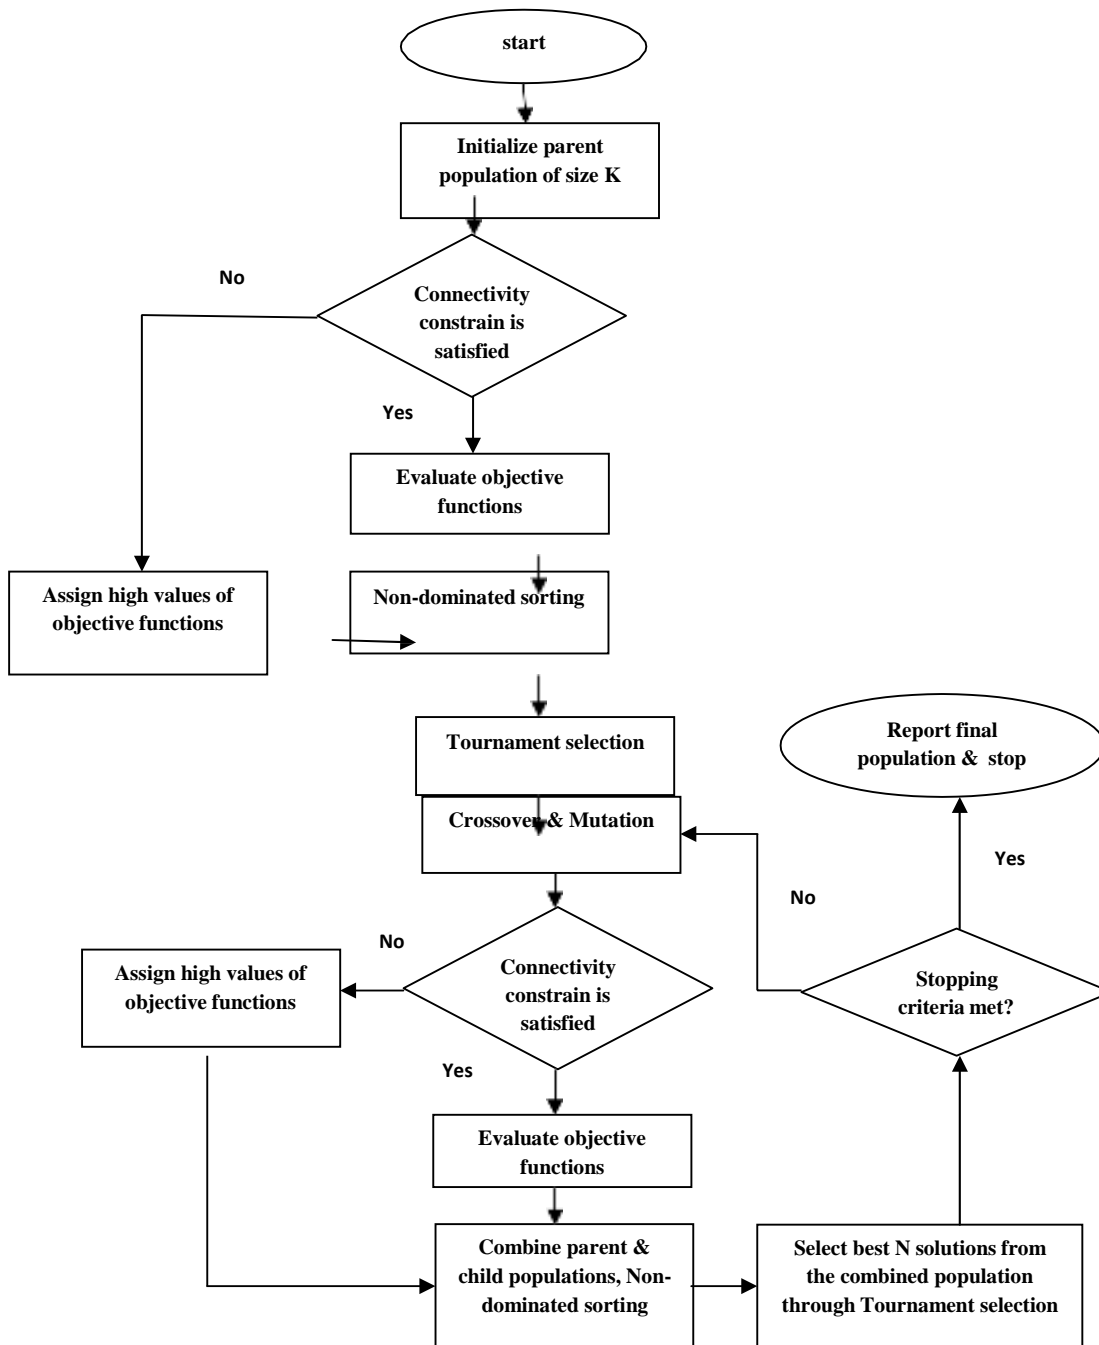 start
Initialize parent
population of size K
No
Connectivity
constrain is
satisfied
Yes
Evaluate objective
functions
Assign high values of
objective functions
Non-dominated sorting
Tournament selection
Report final
population & stop
Crossover & Mutation
Yes
No
No
Assign high values of
objective functions
Connectivity
constrain is
satisfied
Stopping
criteria met?
Yes
Evaluate objective
functions
Combine parent &
child populations, Non-
dominated sorting
Select best N solutions from
the combined population
through Tournament selection